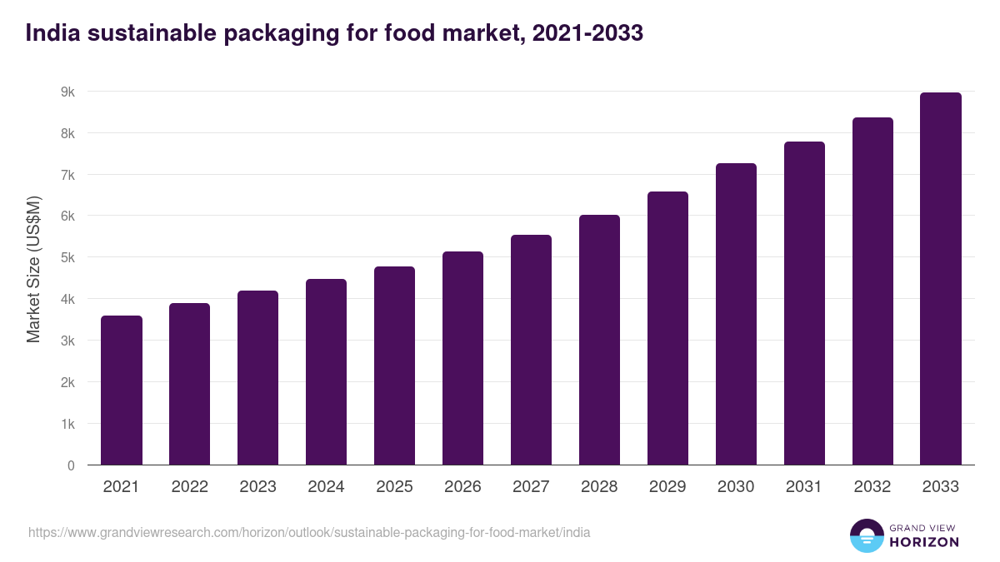 India sustainable packaging for food market, 2021-2033
Market Size (US$M)
9k
8k
7k
6k
5k
4k
3k
2k
1k
0
2021 2022 2023 2024 2025 2026 2027 2028 2029 2030 2031 2032 2033
https://www.grandviewresearch.com/horizon/outlook/sustainable-packaging-for-food-market/india
GRAND VIEW
HORIZON